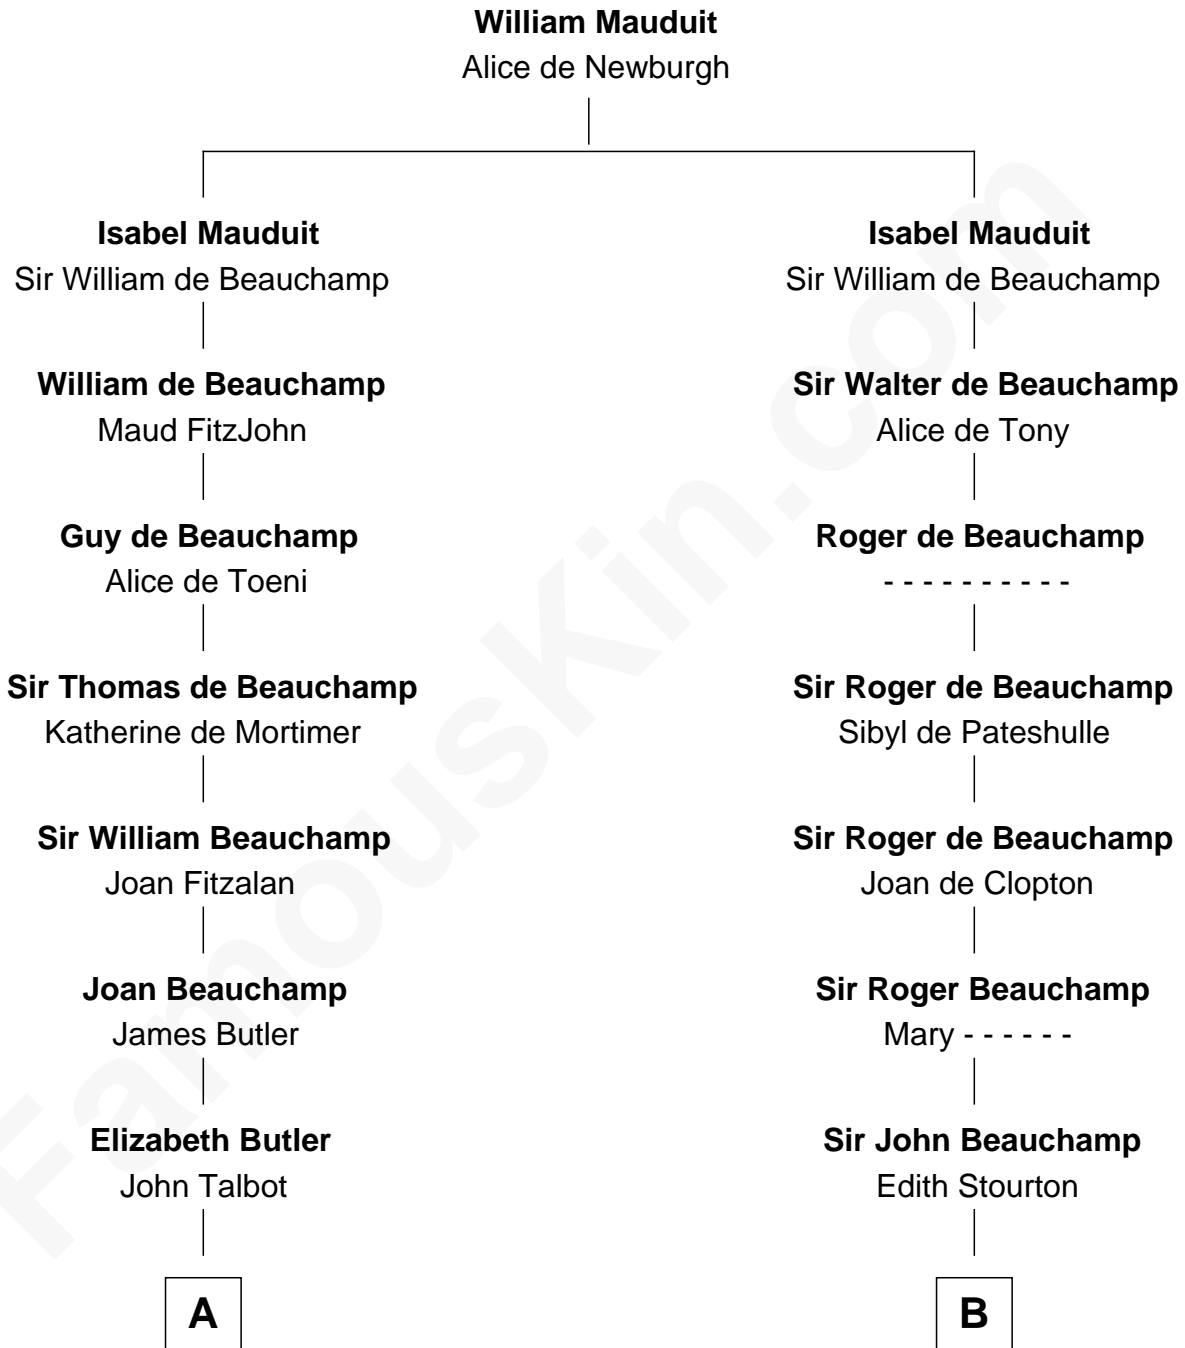 William Mauduit
Alice de Newburgh
Isabel Mauduit
Sir William de Beauchamp
William de Beauchamp
Maud FitzJohn
Guy de Beauchamp
Alice de Toeni
Sir Thomas de Beauchamp
Katherine de Mortimer
Sir William Beauchamp
Joan Fitzalan
Joan Beauchamp
James Butler
Elizabeth Butler
John Talbot
A
Isabel Mauduit
Sir William de Beauchamp
Sir Walter de Beauchamp
Alice de Tony
Roger de Beauchamp
- - - - - - - - - -
Sir Roger de Beauchamp
Sibyl de Pateshulle
Sir Roger de Beauchamp
Joan de Clopton
Sir Roger Beauchamp
Mary - - - - - -
Sir John Beauchamp
Edith Stourton
B
FamousKin.com